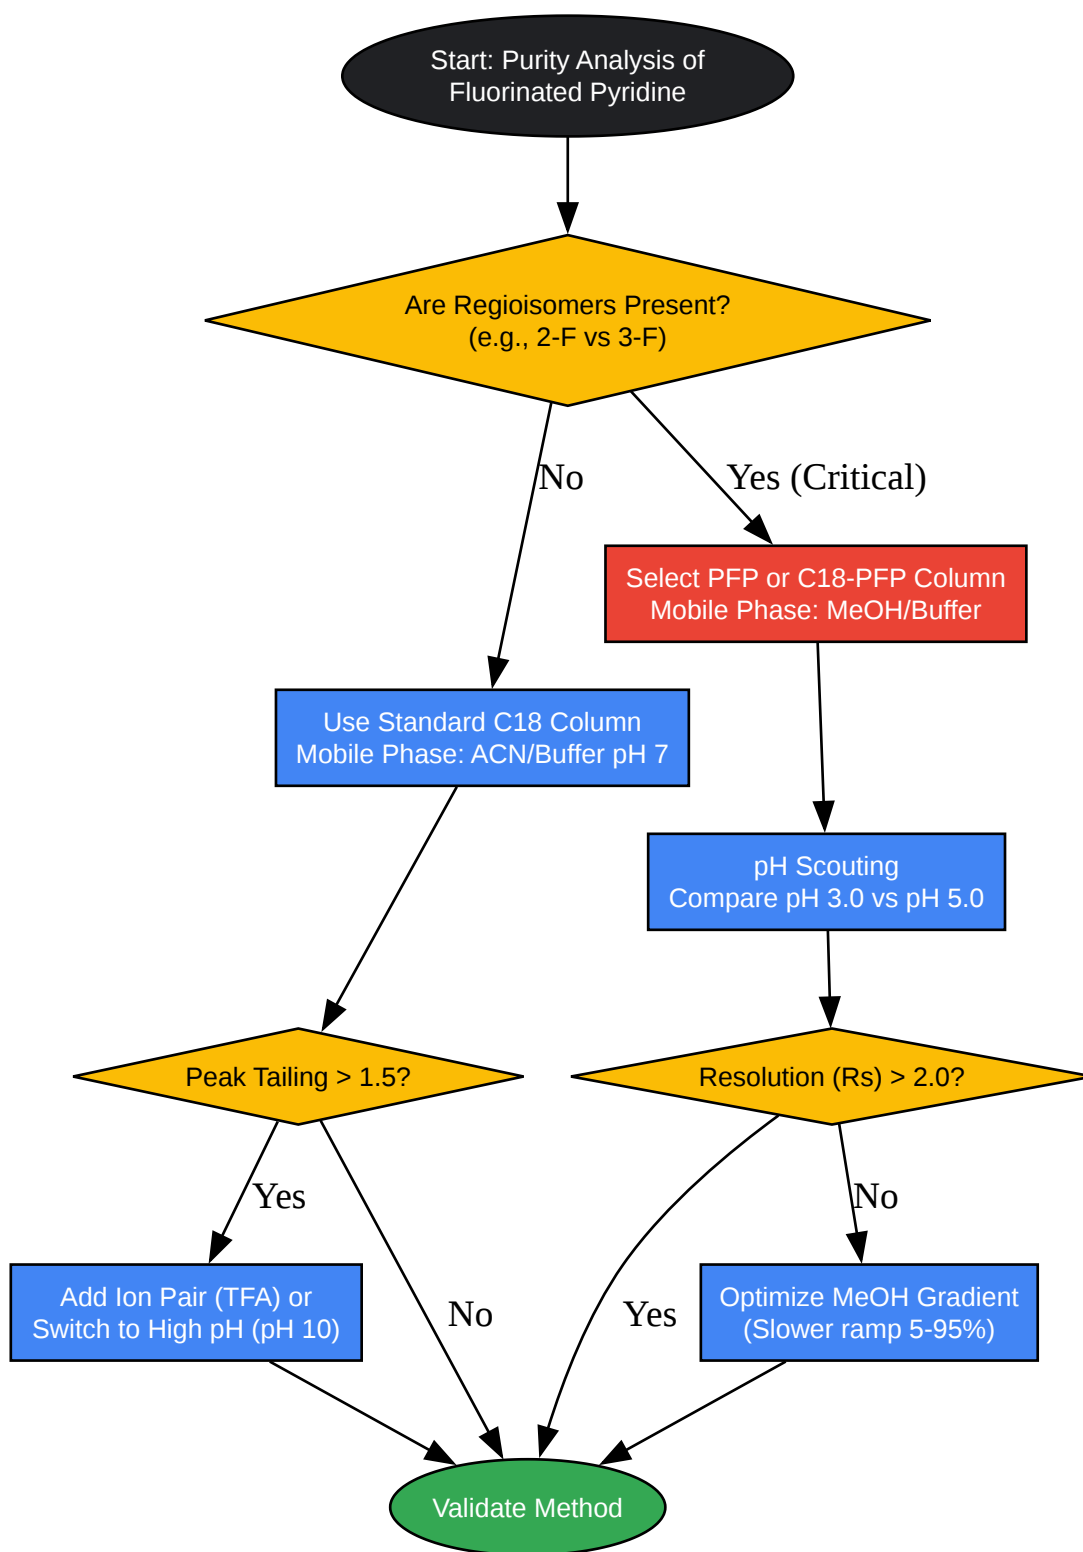 Start: Purity Analysis of
Fluorinated Pyridine
Are Regioisomers Present?
(e.g., 2-F vs 3-F)
No
Yes (Critical)
Select PFP or C18-PFP Column
Mobile Phase: MeOH/Buffer
Use Standard C18 Column
Mobile Phase: ACN/Buffer pH 7
pH Scouting
Compare pH 3.0 vs pH 5.0
Peak Tailing > 1.5?
Resolution (Rs) > 2.0?
Yes
No
Add Ion Pair (TFA) or
Switch to High pH (pH 10)
No
Yes
Optimize MeOH Gradient
(Slower ramp 5-95%)
Validate Method